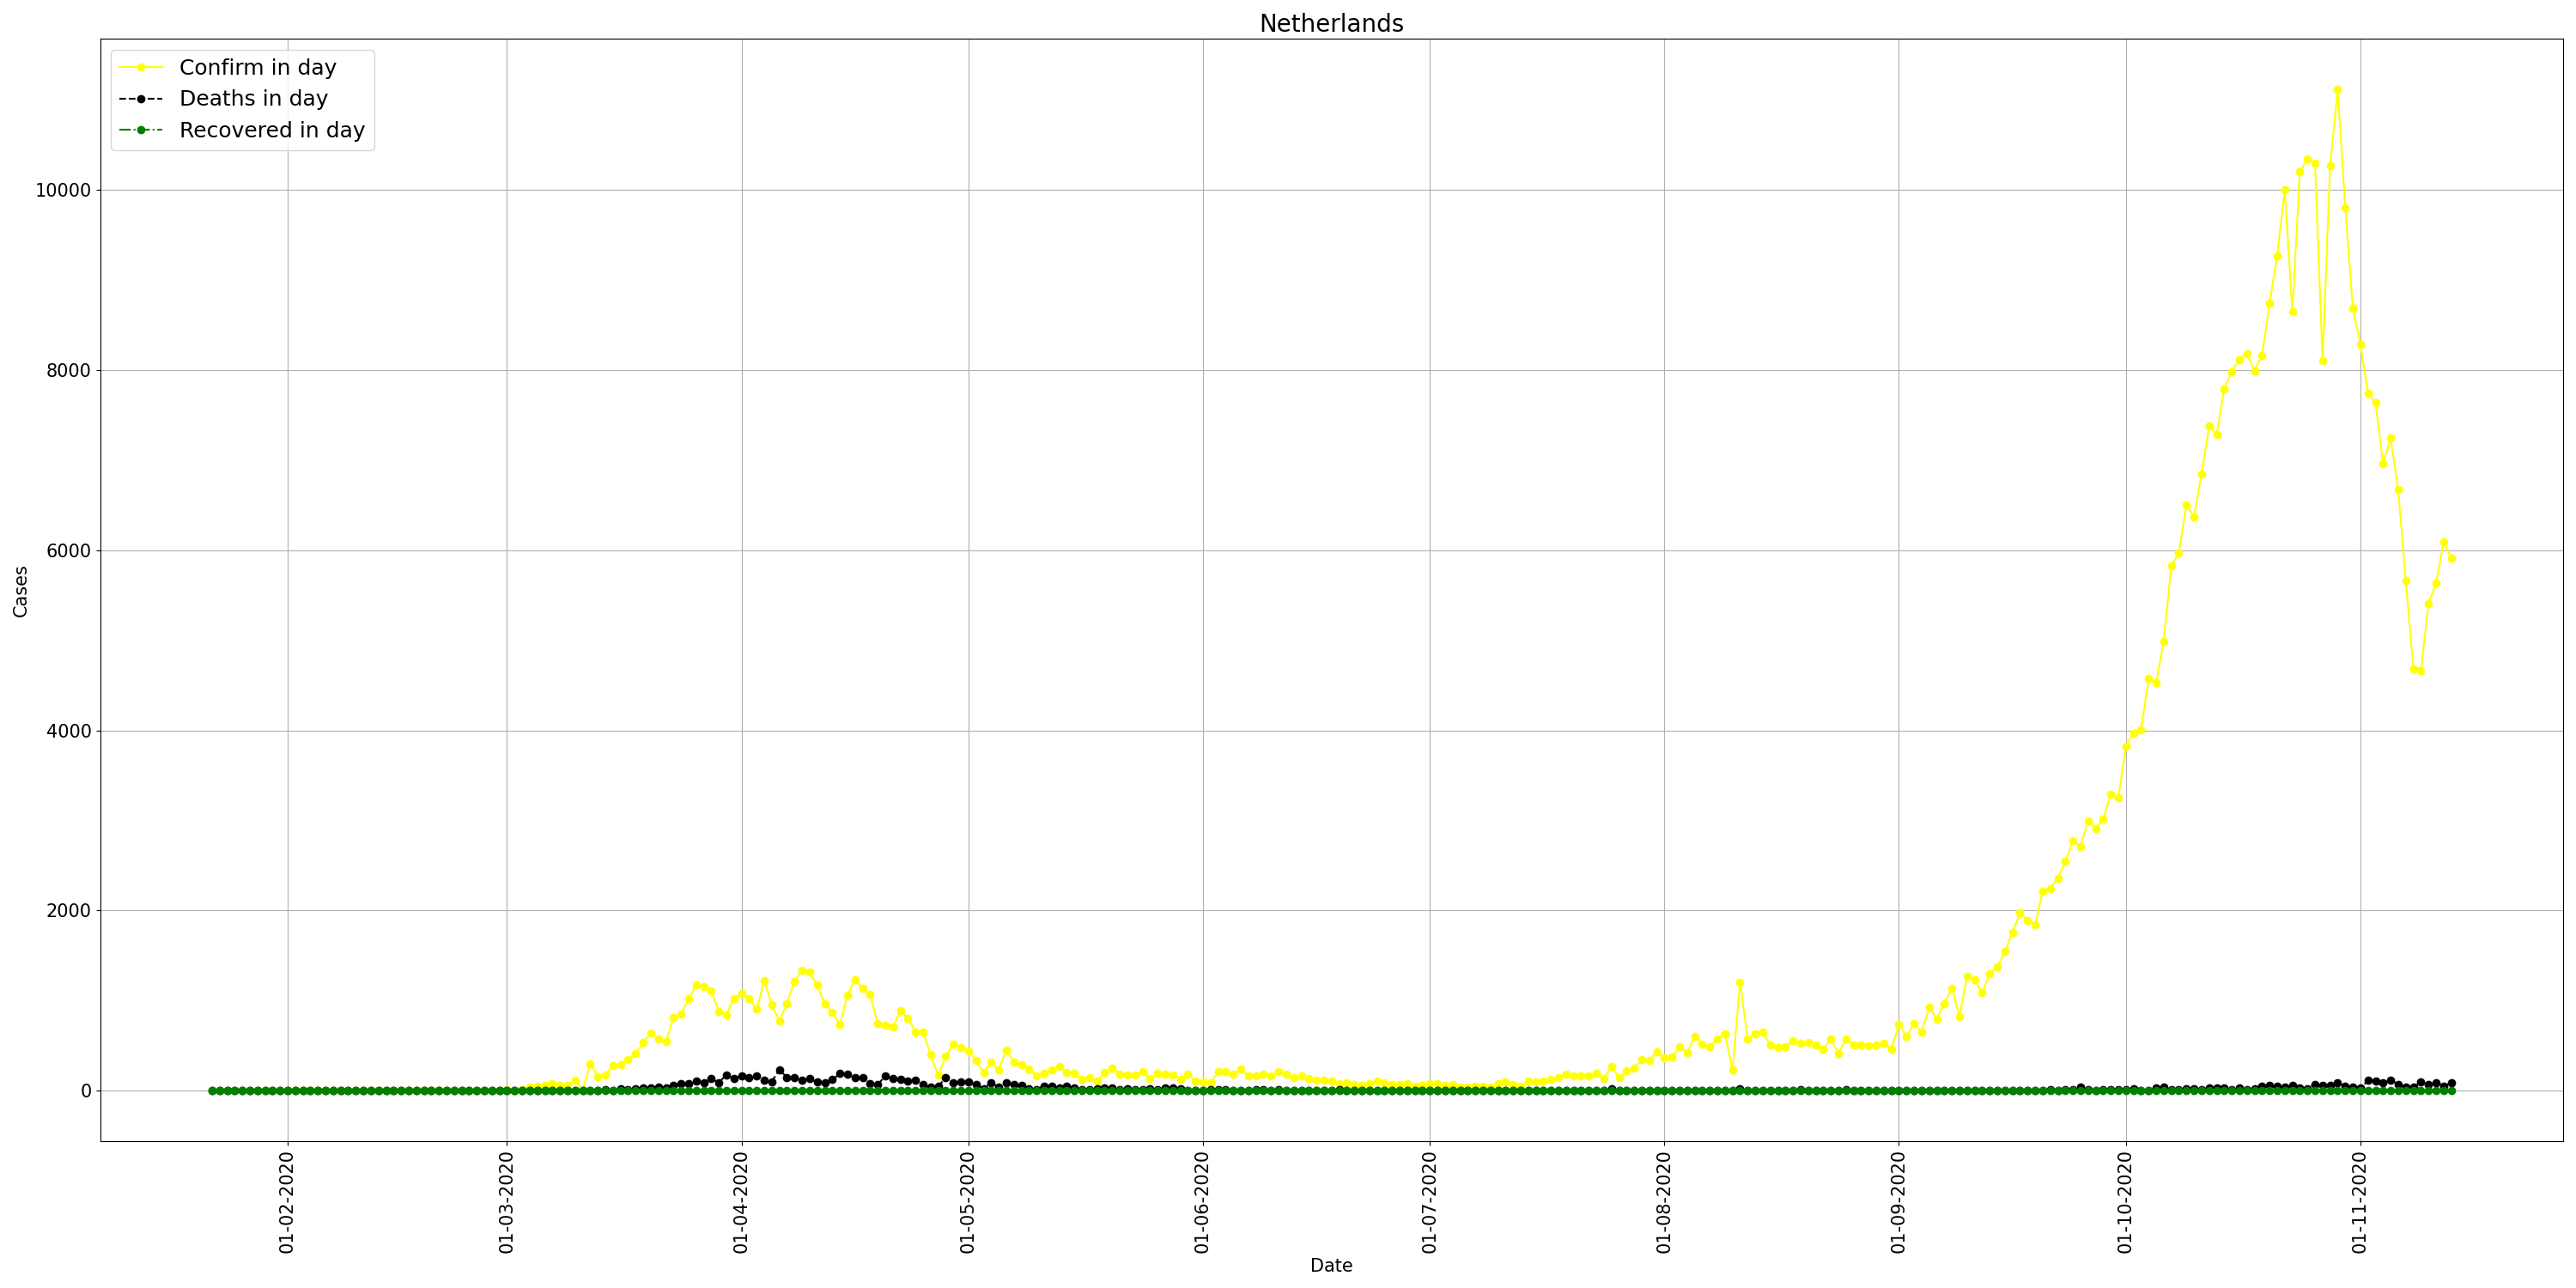 Netherlands
Confirm in day
Deaths in day
Recovered in day
10000
8000
6000
4000
2000
0
Cases
01-02-2020
01-03-2020
01-04-2020
01-05-2020
01-06-2020
01-07-2020
01-08-2020
01-09-2020
01-10-2020
01-11-2020
Date